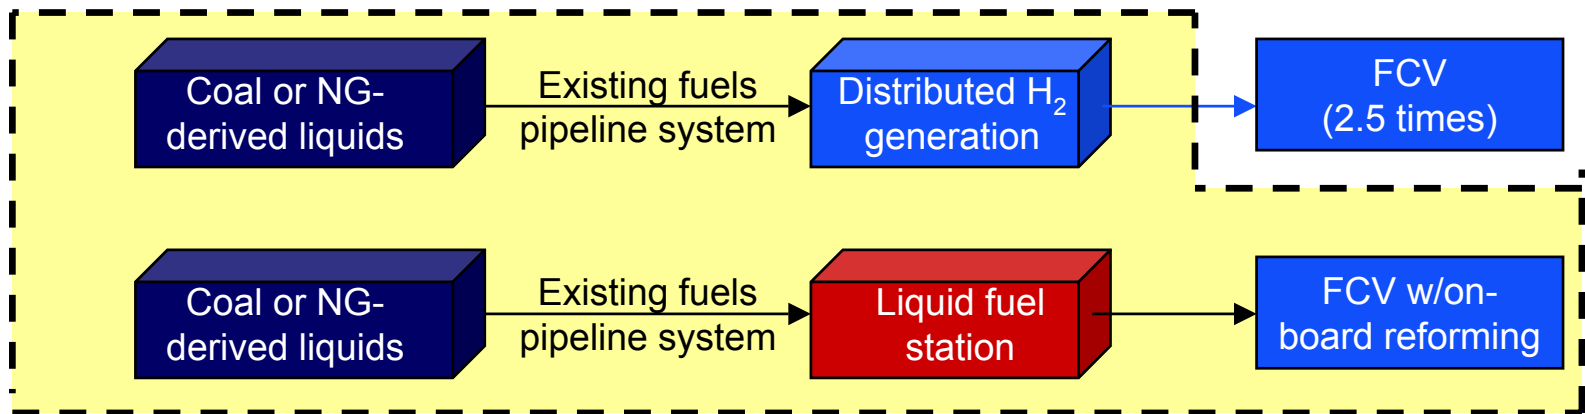 Coal or NG-
derived liquids
Existing fuels
pipeline system
Distributed H₂
generation
FCV
(2.5 times)
Coal or NG-
derived liquids
Existing fuels
pipeline system
Liquid fuel
station
FCV w/on-
board reforming